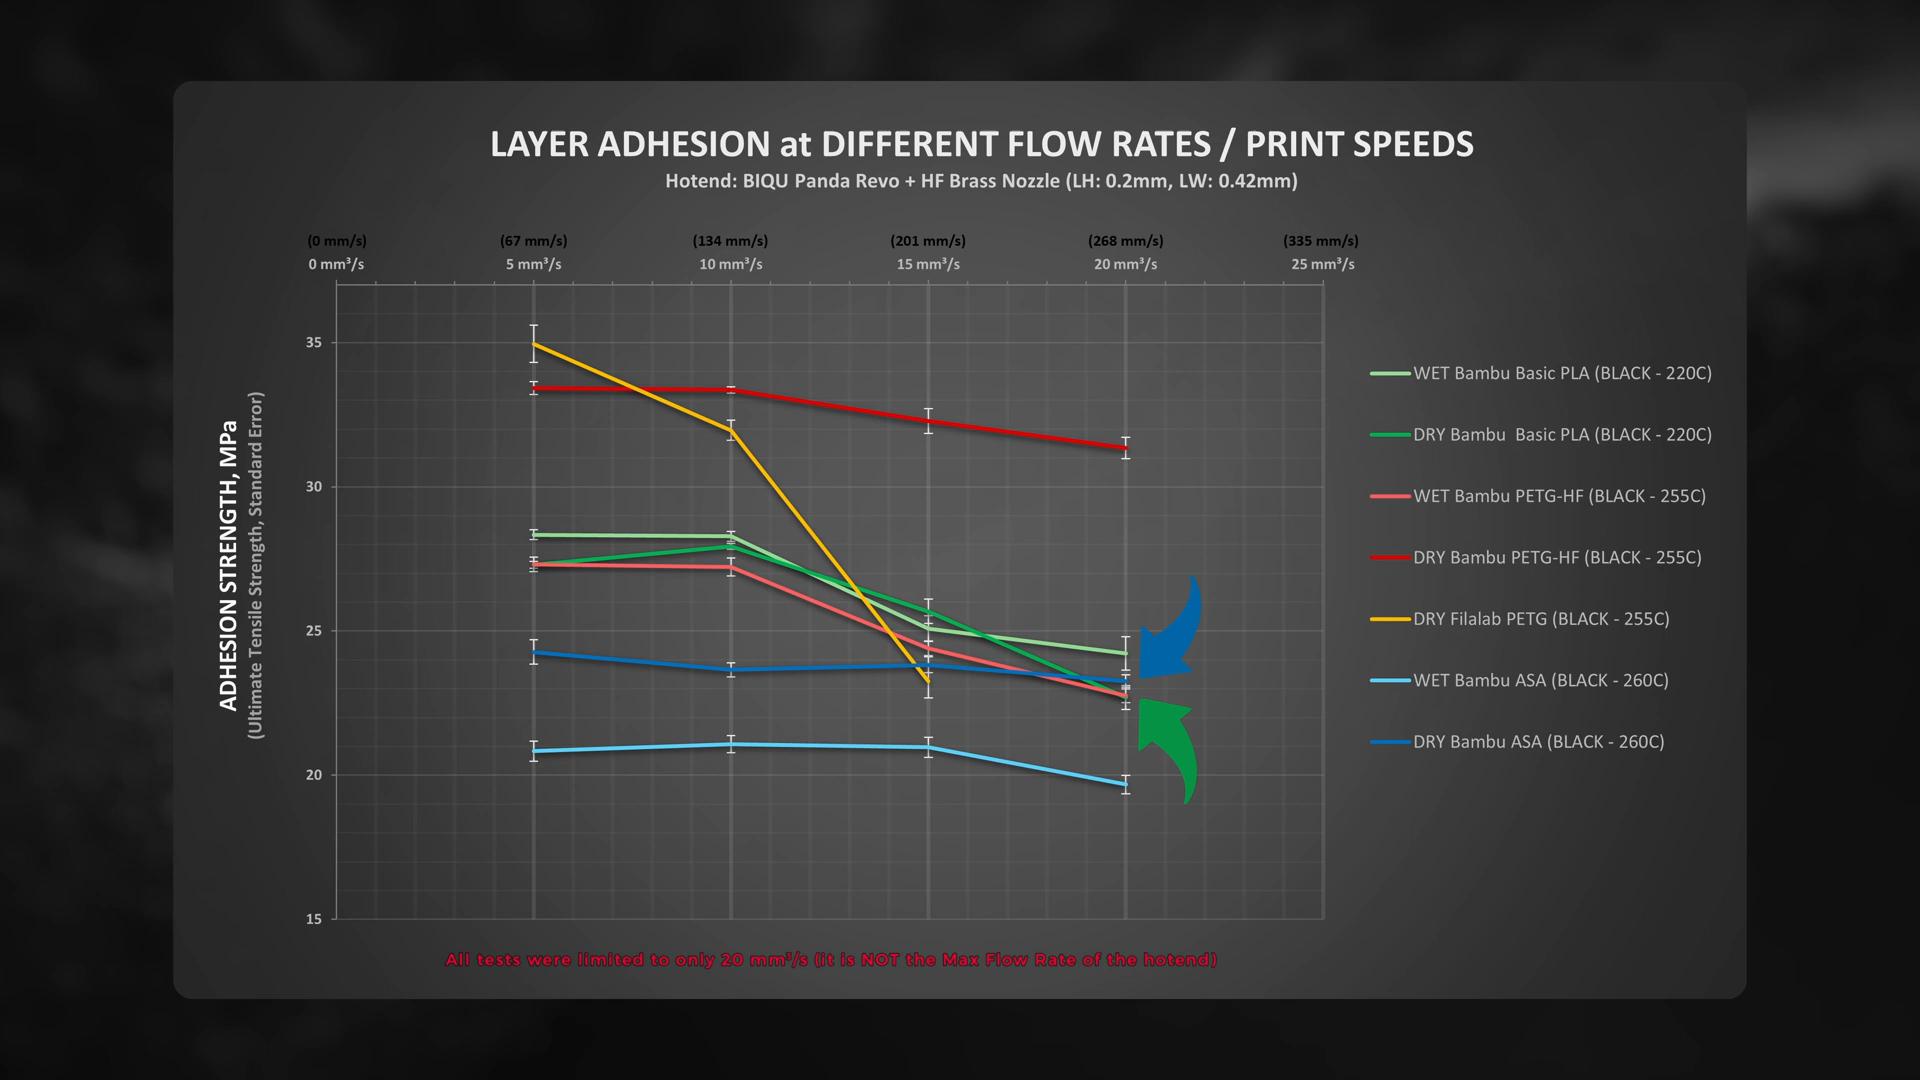 LAYER ADHESION at DIFFERENT FLOW RATES / PRINT SPEEDS
Hotend: BIQU Panda Revo + HF Brass Nozzle (LH: 0.2mm, LW: 0.42mm)
(0 mm/s) (67 mm/s) (134 mm/s) (201 mm/s) (268 mm/s) (335 mm/s)
0 mm³/s 5 mm³/s 10 mm³/s 15 mm³/s 20 mm³/s 25 mm³/s
ADHESION STRENGTH, MPa
(Ultimate Tensile Strength, Standard Error)
35
30
25
20
15
WET Bambu Basic PLA (BLACK - 220C)
DRY Bambu  Basic PLA (BLACK - 220C)
WET Bambu PETG-HF (BLACK - 255C)
DRY Bambu PETG-HF (BLACK - 255C)
DRY Filalab PETG (BLACK - 255C)
WET Bambu ASA (BLACK - 260C)
DRY Bambu ASA (BLACK - 260C)
All tests were limited to only 20 mm³/s (it is NOT the Max Flow Rate of the hotend)